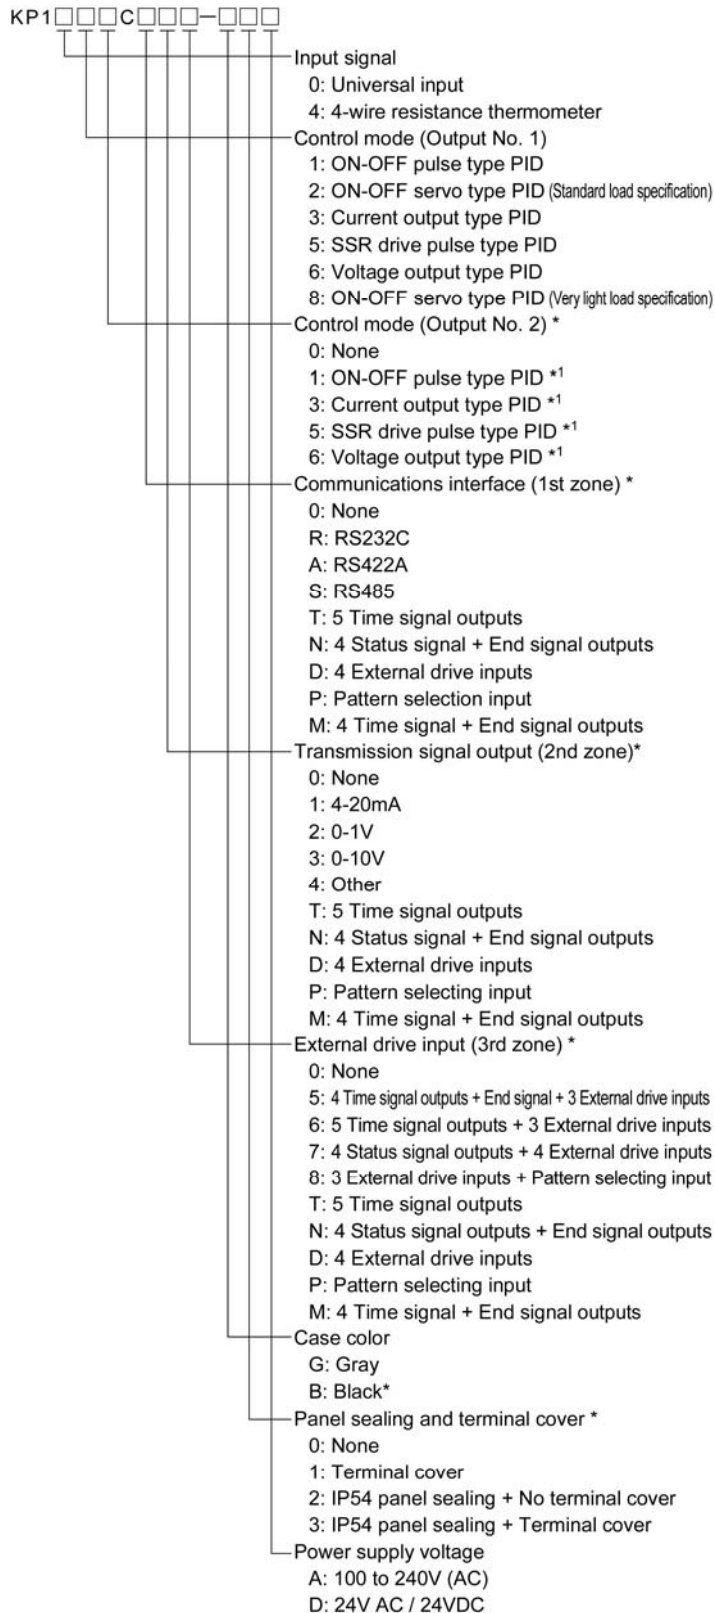 KP1□□□C□□□-□□□
Input signal
0: Universal input
4: 4-wire resistance thermometer
Control mode (Output No. 1)
1: ON-OFF pulse type PID
2: ON-OFF servo type PID (Standard load specification)
3: Current output type PID
5: SSR drive pulse type PID
6: Voltage output type PID
8: ON-OFF servo type PID (Very light load specification)
Control mode (Output No. 2) *
0: None
1: ON-OFF pulse type PID *1
3: Current output type PID *1
5: SSR drive pulse type PID *1
6: Voltage output type PID *1
Communications interface (1st zone) *
0: None
R: RS232C
A: RS422A
S: RS485
T: 5 Time signal outputs
N: 4 Status signal + End signal outputs
D: 4 External drive inputs
P: Pattern selection input
M: 4 Time signal + End signal outputs
Transmission signal output (2nd zone)*
0: None
1: 4-20mA
2: 0-1V
3: 0-10V
4: Other
T: 5 Time signal outputs
N: 4 Status signal + End signal outputs
D: 4 External drive inputs
P: Pattern selecting input
M: 4 Time signal + End signal outputs
External drive input (3rd zone) *
0: None
5: 4 Time signal outputs + End signal + 3 External drive inputs
6: 5 Time signal outputs + 3 External drive inputs
7: 4 Status signal outputs + 4 External drive inputs
8: 3 External drive inputs + Pattern selecting input
T: 5 Time signal outputs
N: 4 Status signal outputs + End signal outputs
D: 4 External drive inputs
P: Pattern selecting input
M: 4 Time signal + End signal outputs
Case color
G: Gray
B: Black*
Panel sealing and terminal cover *
0: None
1: Terminal cover
2: IP54 panel sealing + No terminal cover
3: IP54 panel sealing + Terminal cover
Power supply voltage
A: 100 to 240V (AC)
D: 24V AC / 24VDC